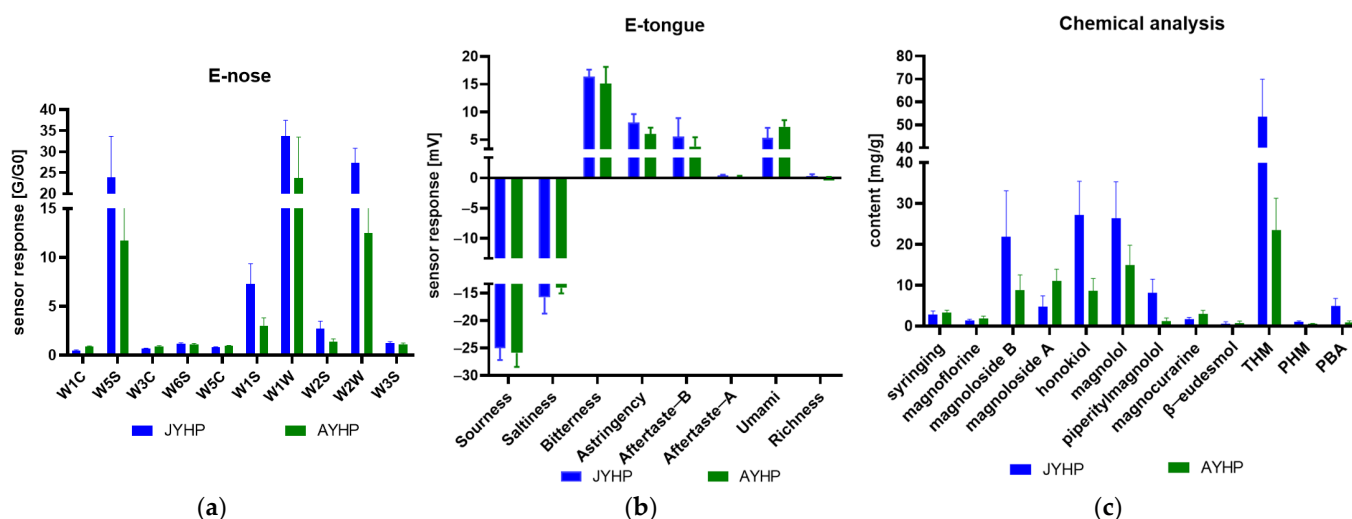 E-nose
sensor response [G/G0]
40
35
30
25
20
15
10
5
0
W1C
W5S
W3C
W6S
W5C
W1S
W1W
W2S
W2W
W3S
JYHP
AYHP
(a)
E-tongue
sensor response [mV]
20
15
10
5
0
–10
–15
–20
–25
–30
Sourness
Saltiness
Bitterness
Astringency
Aftertaste–B
Aftertaste–A
Umami
Richness
JYHP
AYHP
(b)
Chemical analysis
content [mg/g]
80
70
60
50
40
40
30
20
10
0
syringing
magnoflorine
magnoloside B
magnoloside A
honokiol
magnolol
piperitylmagnolol
magnocurarine
β–eudesmol
THM
PHM
PBA
JYHP
AYHP
(c)